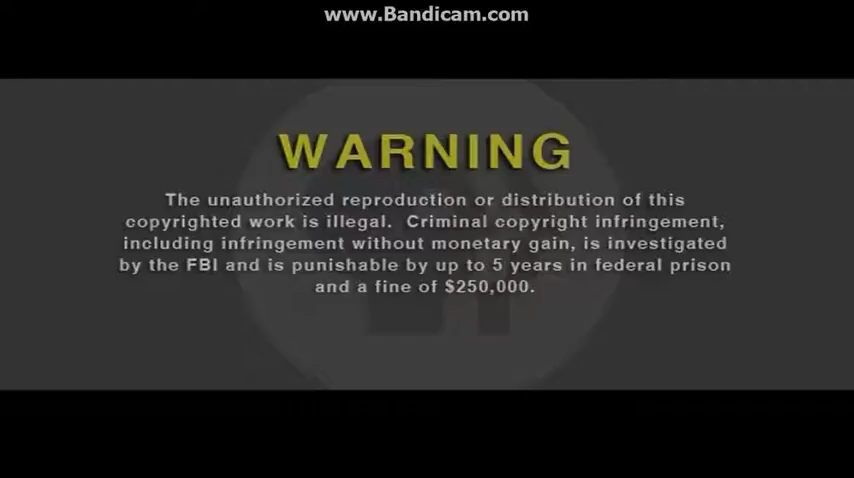 www.Bandicam.com
WARNING
The unauthorized reproduction or distribution of this
copyrighted work is illegal.  Criminal copyright infringement,
including infringement without monetary gain, is investigated
by the FBI and is punishable by up to 5 years in federal prison
and a fine of $250,000.